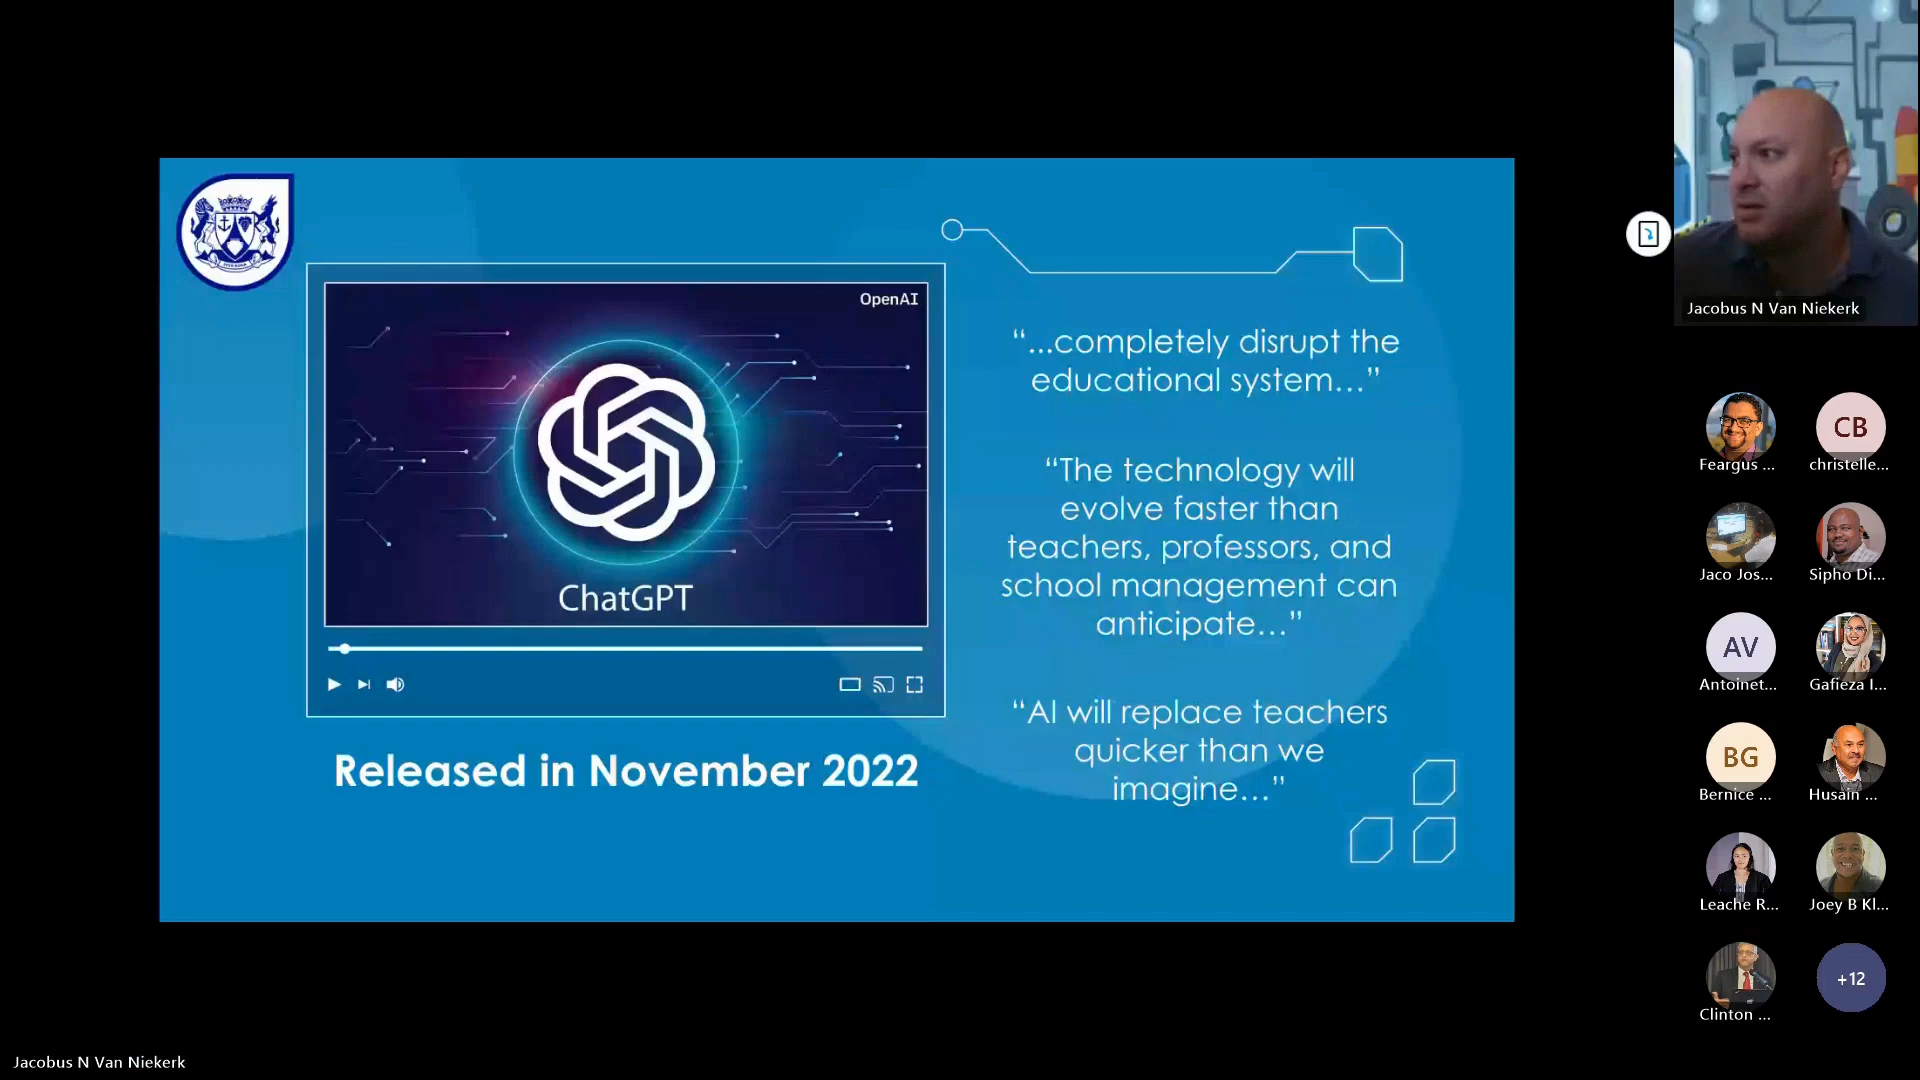 OpenAI
ChatGPT
Released in November 2022
“...completely disrupt the
educational system...”
“The technology will
evolve faster than
teachers, professors, and
school management can
anticipate...”
“AI will replace teachers
quicker than we
imagine...”
Jacobus N Van Niekerk
Feargus ...
CB
christelle...
Jaco Jos...
Sipho Di...
AV
Antoinet...
Gafieza I...
BG
Bernice ...
Husain ...
Leache R...
Joey B Kl...
Clinton ...
+12
Jacobus N Van Niekerk